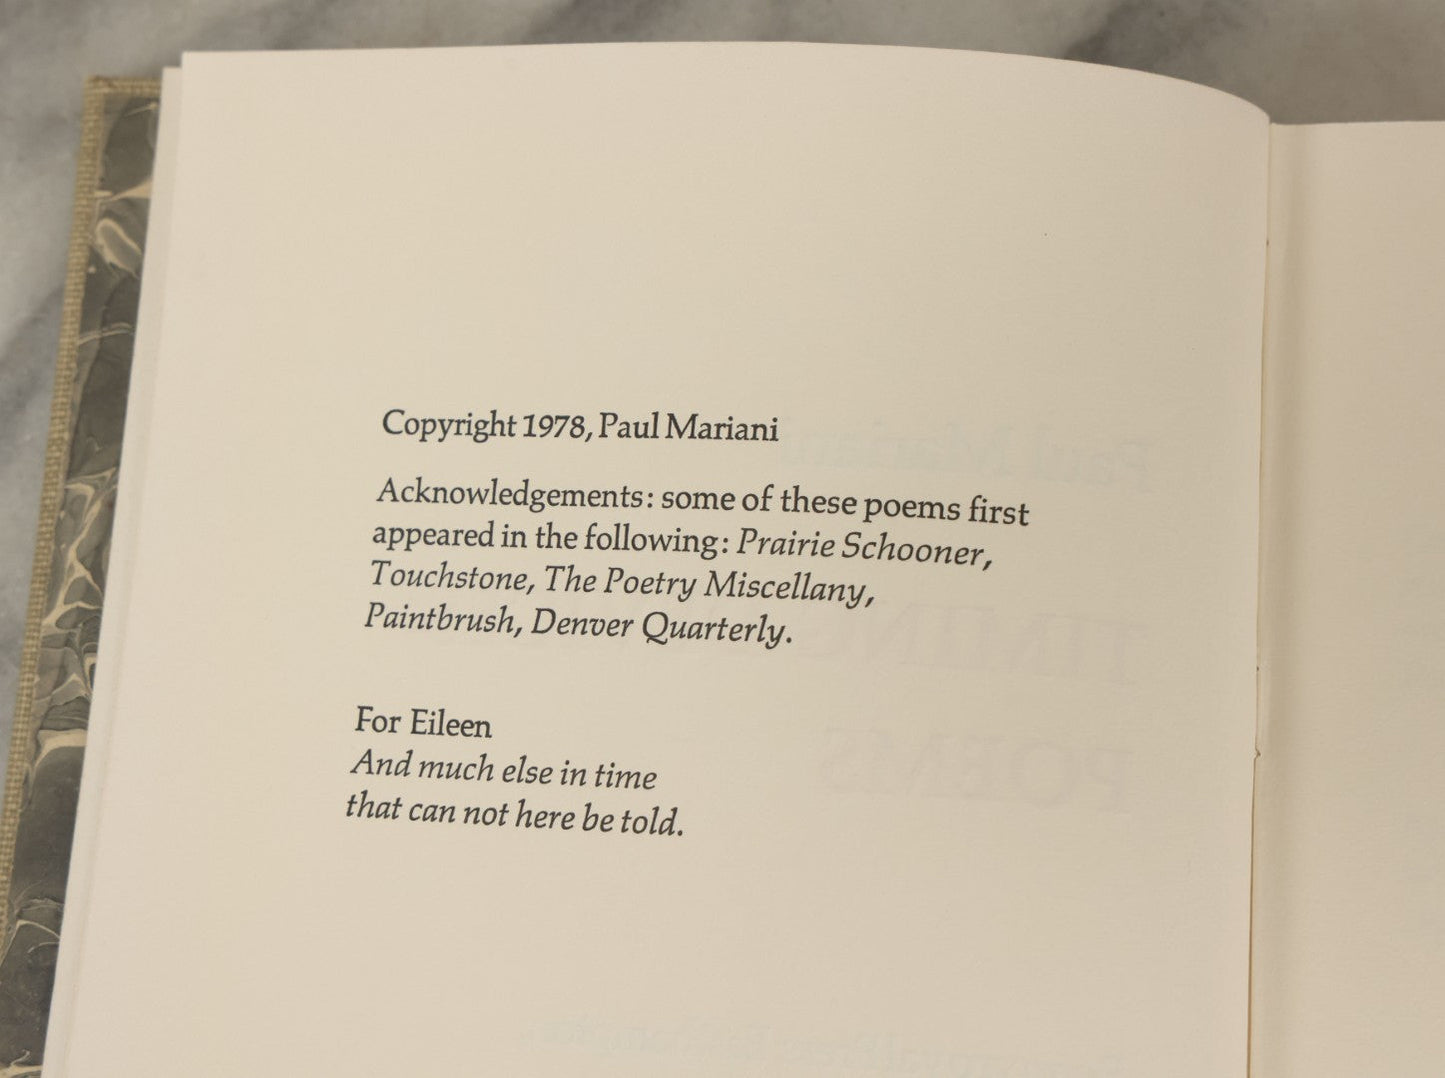 Copyright 1978, Paul Mariani
Acknowledgements: some of these poems first
appeared in the following: Prairie Schooner,
Touchstone, The Poetry Miscellany,
Paintbrush, Denver Quarterly.
For Eileen
And much else in time
that can not here be told.